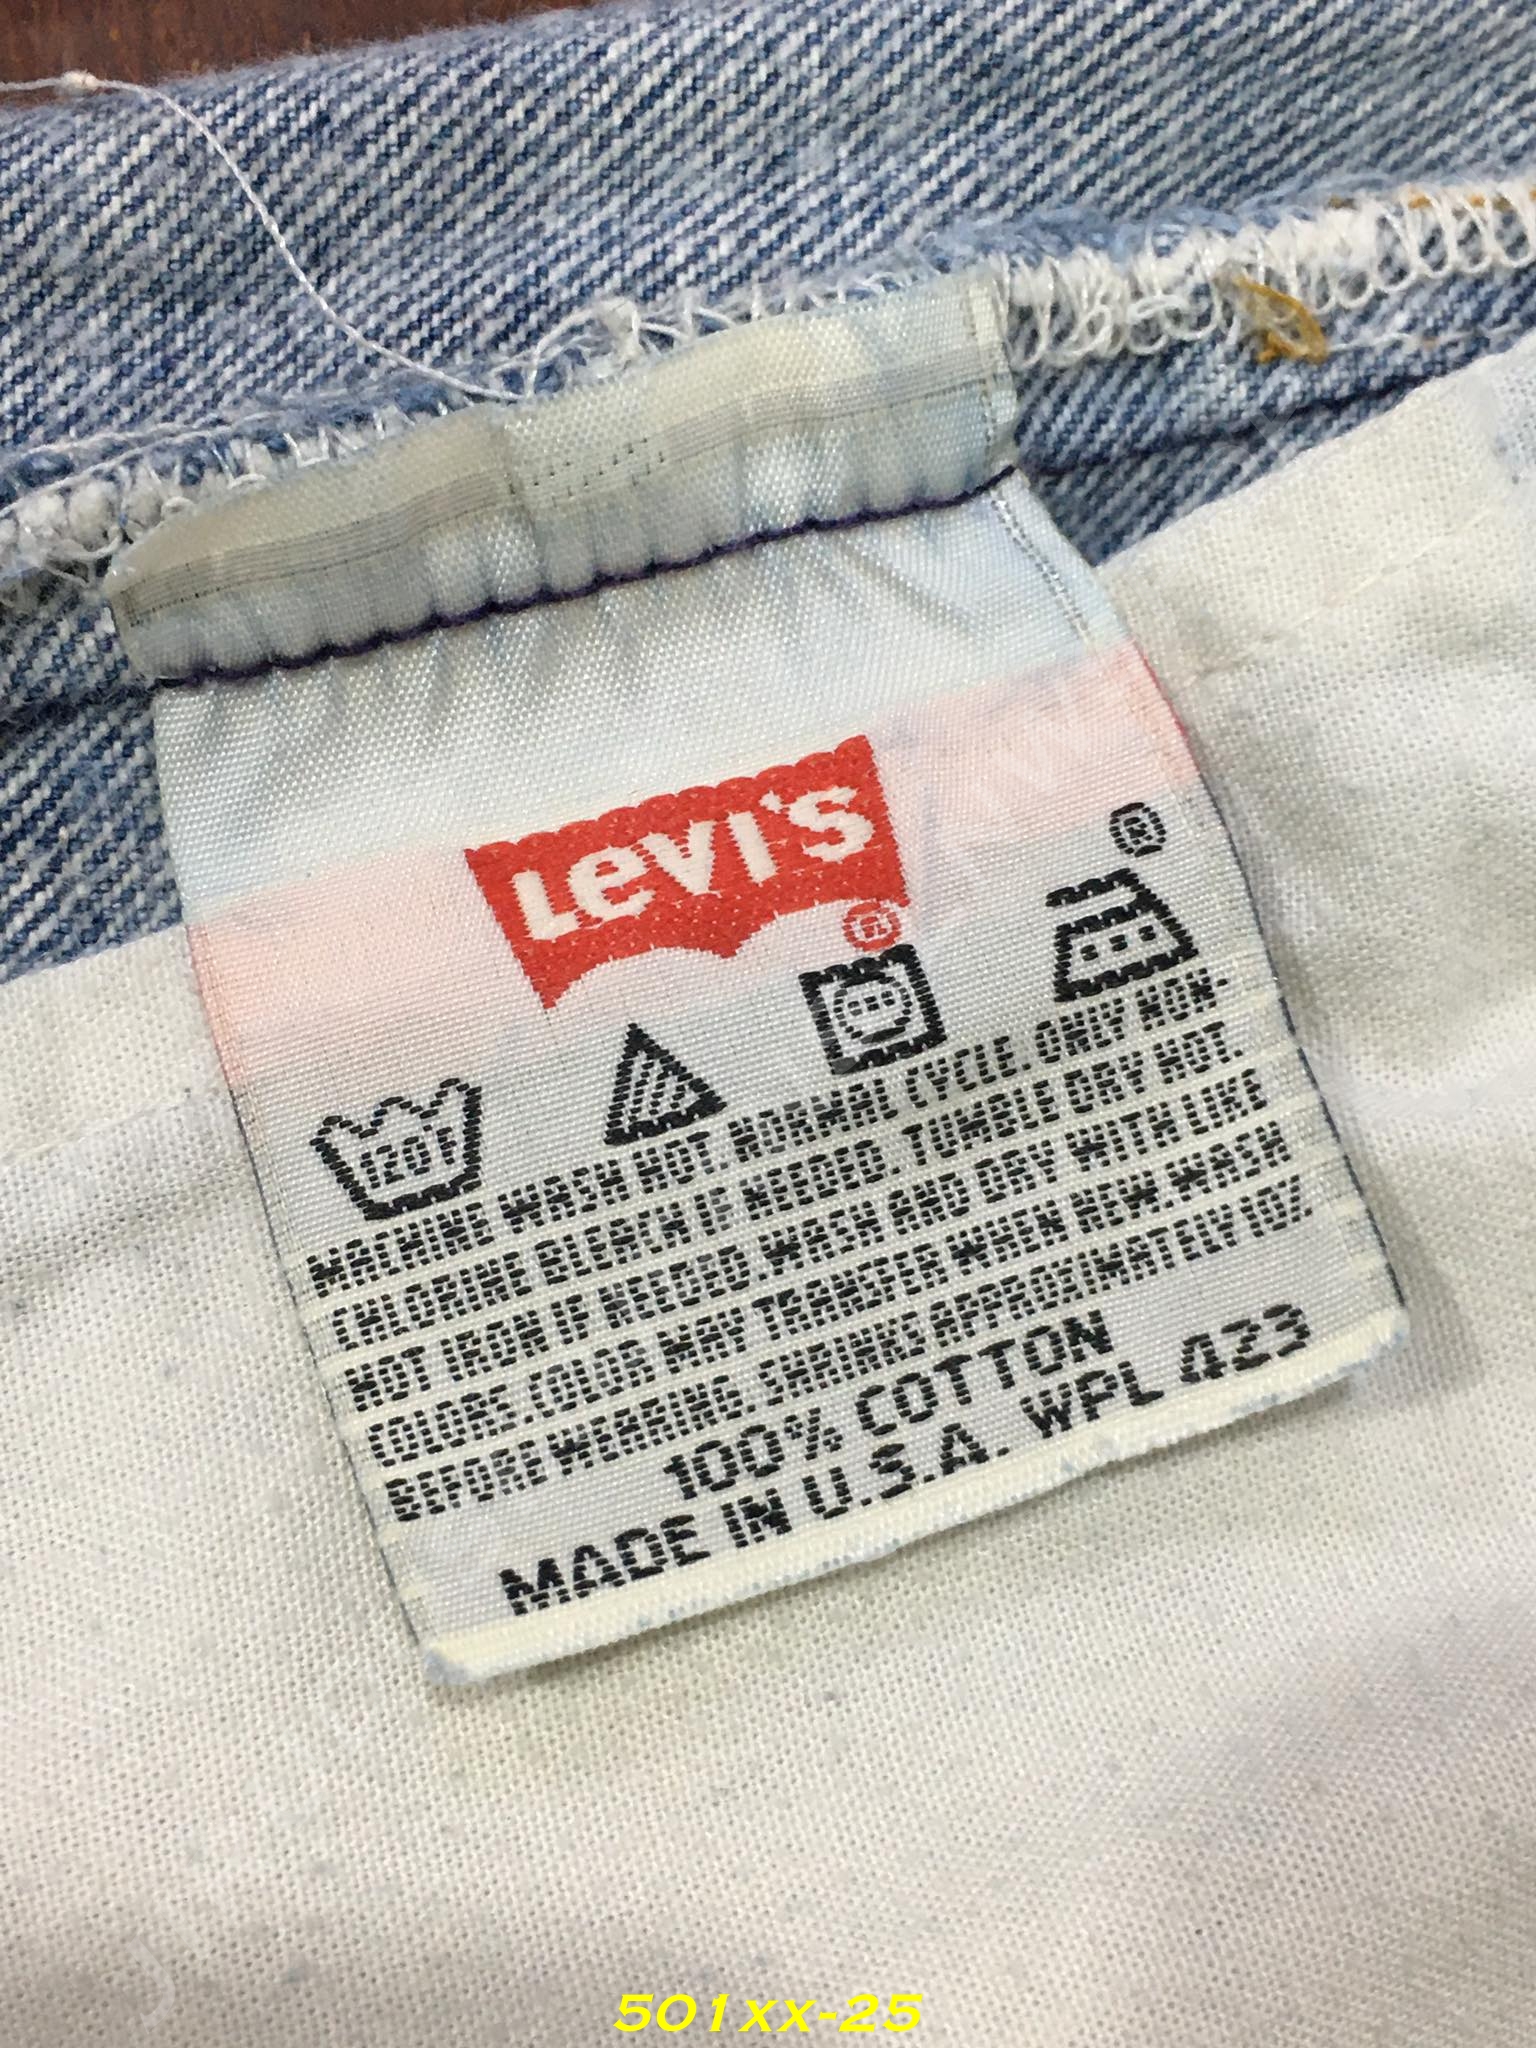 LEVI'S
®
®
120F
MACHINE WASH HOT. NORMAL CYCLE. ONLY NON-
CHLORINE BLEACH IF NEEDED. TUMBLE DRY HOT.
HOT IRON IF NEEDED. WASH AND DRY WITH LIKE
COLORS. COLOR MAY TRANSFER WHEN NEW. WASH
BEFORE WEARING. SHRINKS APPROXIMATELY 10%.
100% COTTON
MADE IN U.S.A. WPL 423
501XX-25